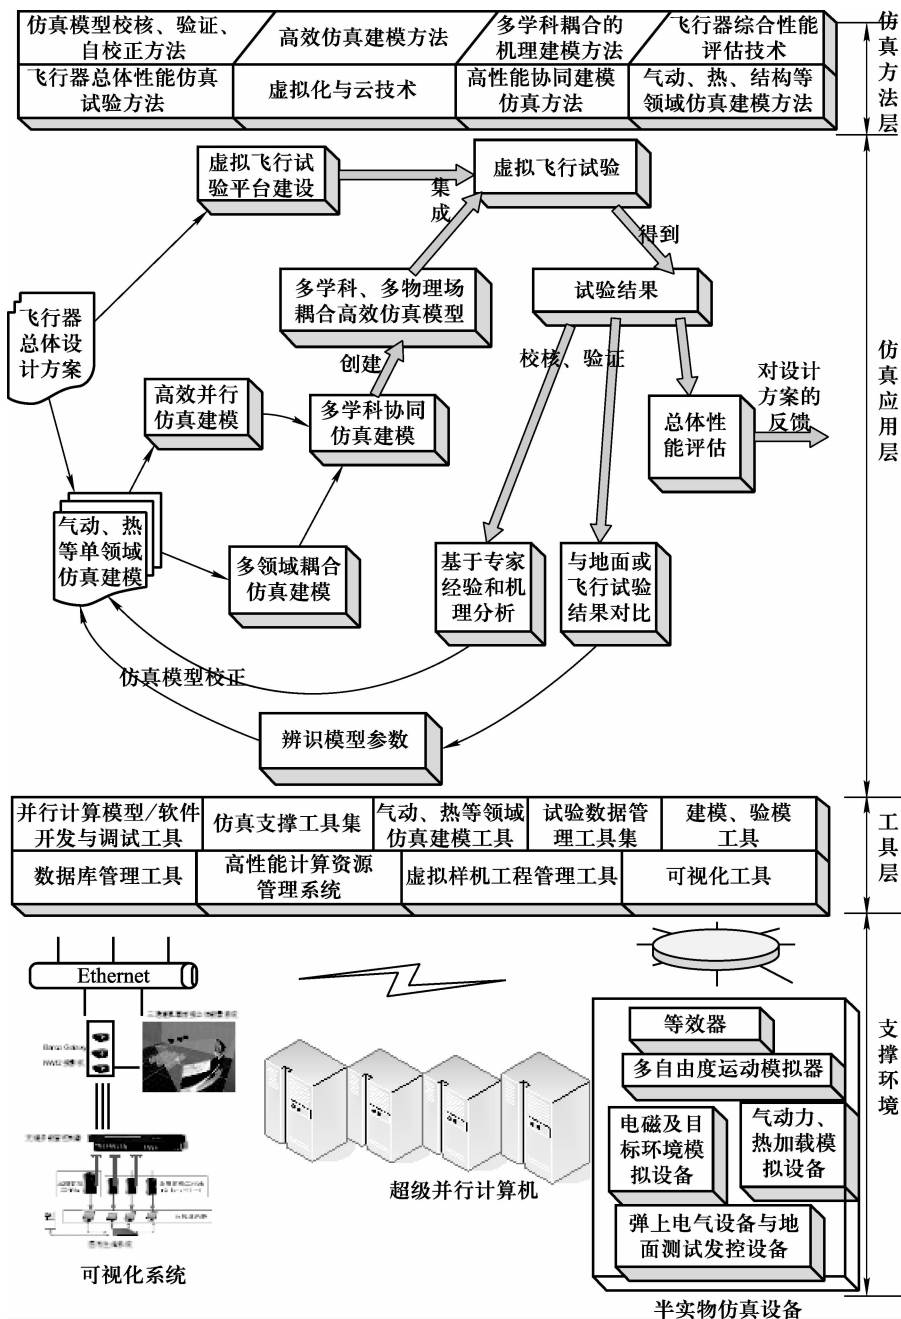 仿真模型校核、验证、
自校正方法
高效仿真建模方法
多学科耦合的
机理建模方法
飞行器综合性能
评估技术
飞行器总体性能仿真
试验方法
虚拟化与云技术
高性能协同建模
仿真方法
气动、热、结构等
领域仿真建模方法
仿真方法层
虚拟飞行试
验平台建设
集成
虚拟飞行试验
得到
多学科、多物理场
耦合高效仿真模型
试验结果
飞行器
总体设
计方案
创建
校核、验证
对设计
方案的
反馈
仿真应用层
高效并行
仿真建模
多学科协同
仿真建模
总体性
能评估
气动、热
等单领域
仿真建模
多领域耦合
仿真建模
基于专家
经验和机
理分析
与地面或
飞行试验
结果对比
仿真模型校正
辨识模型参数
并行计算模型/软件
开发与调试工具
仿真支撑工具集
气动、热等领域
仿真建模工具
试验数据管
理工具集
建模、验模
工具
数据库管理工具
高性能计算资源
管理系统
虚拟样机工程管理工具
可视化工具
工具层
Ethernet
等效器
多自由度运动模拟器
电磁及目
标环境模
拟设备
气动力、
热加载模
拟设备
弹上电气设备与地
面测试发控设备
支撑环境
超级并行计算机
可视化系统
半实物仿真设备